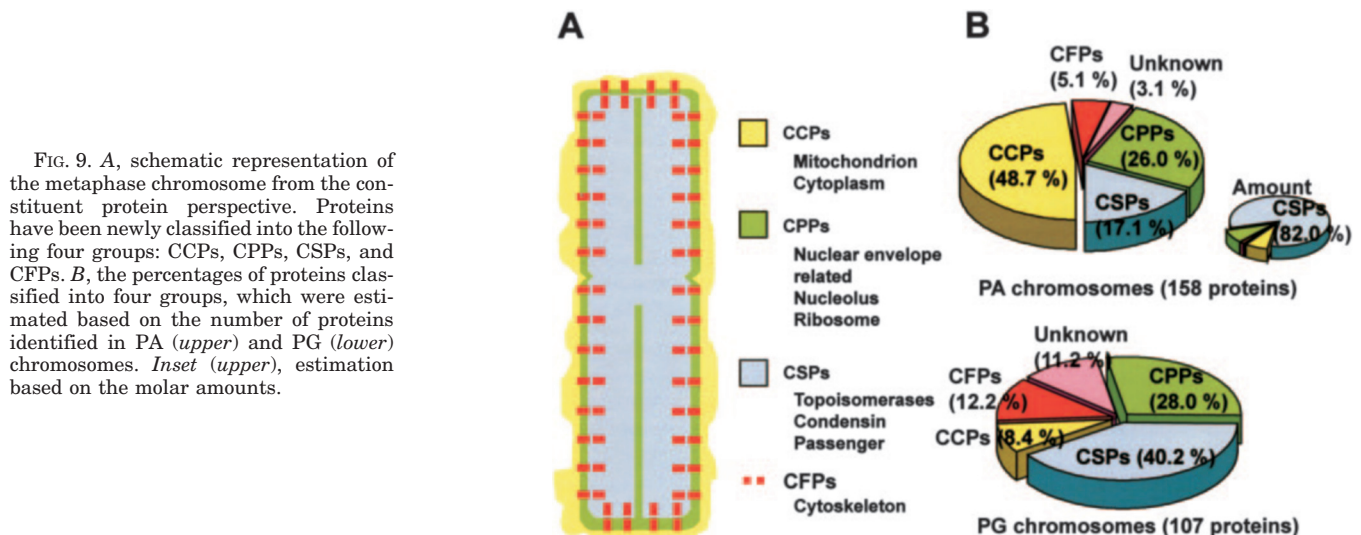 FIG. 9. A, schematic representation of
the metaphase chromosome from the con-
stituent protein perspective. Proteins
have been newly classified into the follow-
ing four groups: CCPs, CPPs, CSPs, and
CFPs. B, the percentages of proteins clas-
sified into four groups, which were esti-
mated based on the number of proteins
identified in PA (upper) and PG (lower)
chromosomes. Inset (upper), estimation
based on the molar amounts.
A
CCPs
Mitochondrion
Cytoplasm
CPPs
Nuclear envelope
related
Nucleolus
Ribosome
CSPs
Topoisomerases
Condensin
Passenger
CFPs
Cytoskeleton
B
CFPs
(5.1 %)
Unknown
(3.1 %)
CCPs
(48.7 %)
CPPs
(26.0 %)
CSPs
(17.1 %)
Amount
CSPs
(82.0 %)
PA chromosomes (158 proteins)
Unknown
(11.2 %)
CFPs
(12.2 %)
CPPs
(28.0 %)
CCPs (8.4 %)
CSPs (40.2 %)
PG chromosomes (107 proteins)